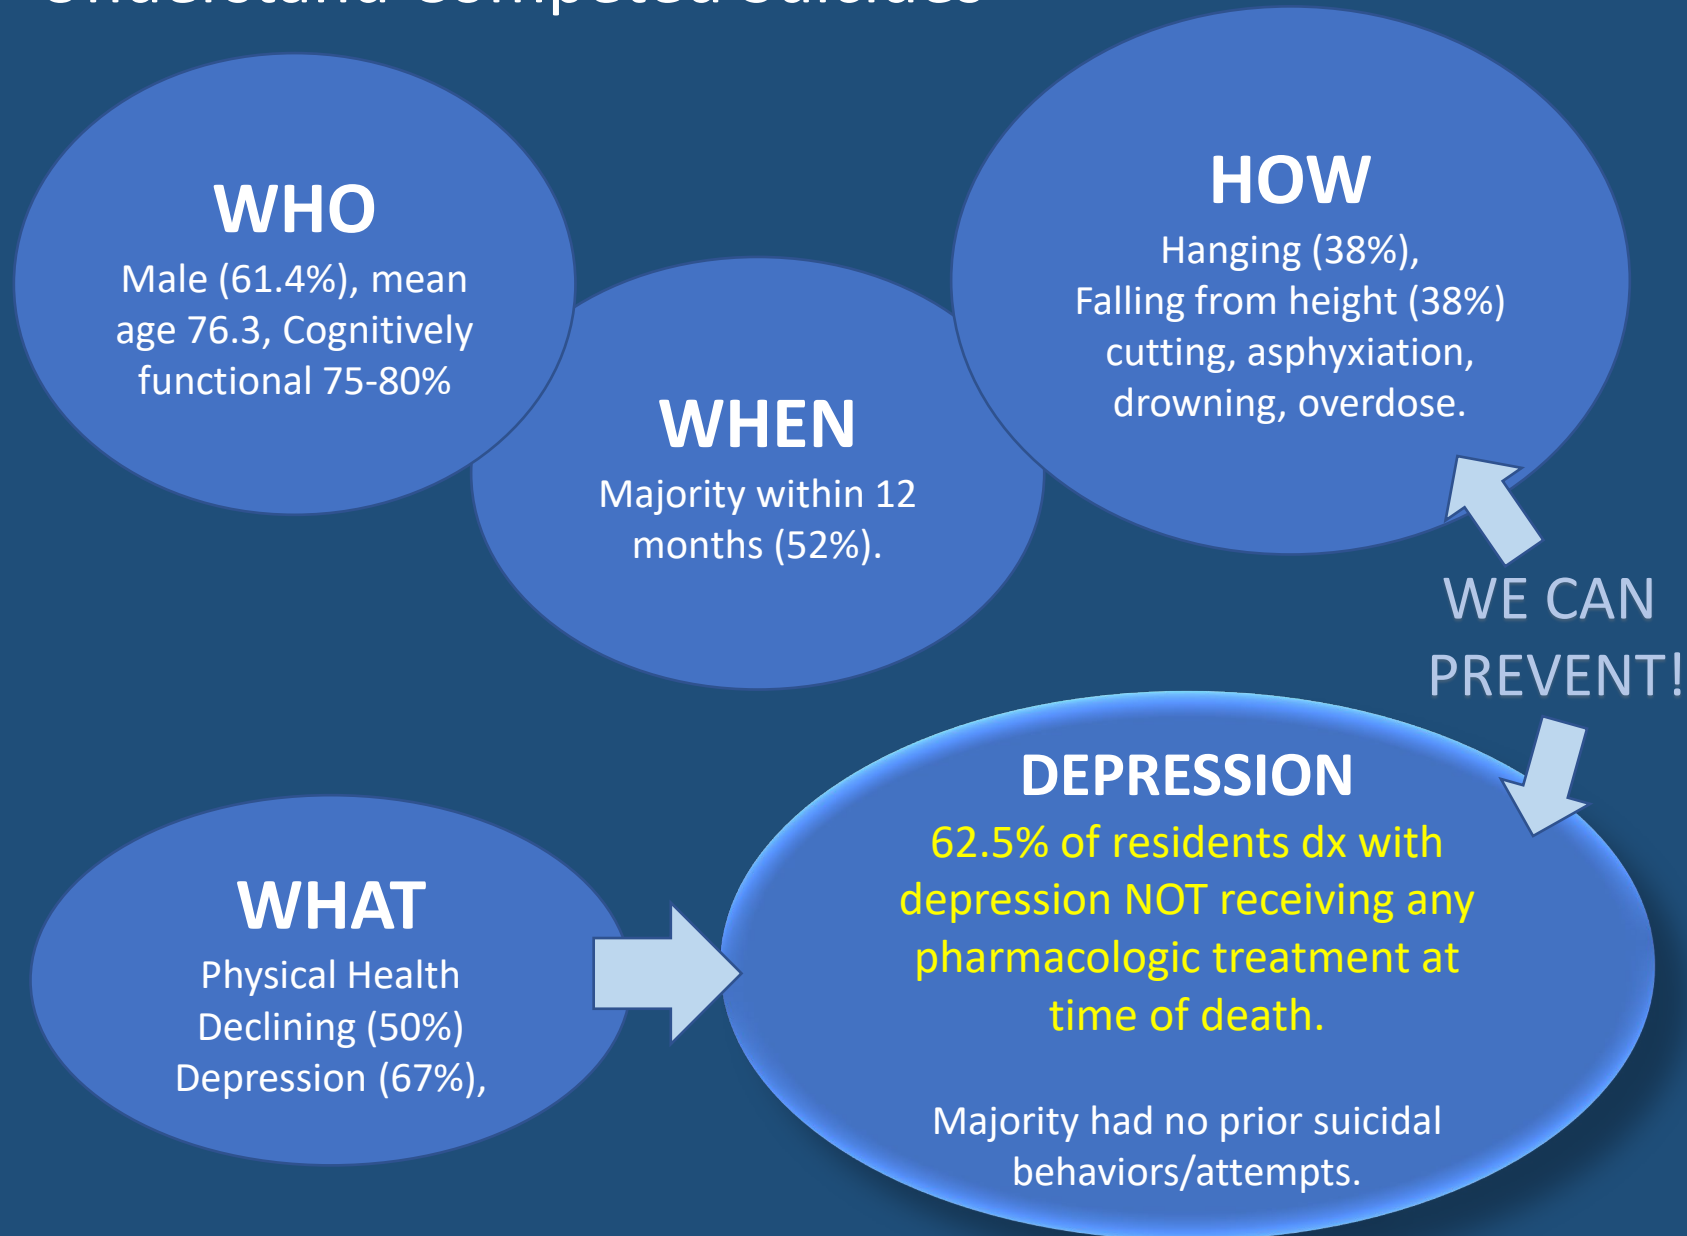 Understand Competed Suicides
WHO
Male (61.4%), mean
age 76.3, Cognitively
functional 75-80%
WHEN
Majority within 12
months (52%).
HOW
Hanging (38%),
Falling from height (38%)
cutting, asphyxiation,
drowning, overdose.
WE CAN
PREVENT!
WHAT
Physical Health
Declining (50%)
Depression (67%),
DEPRESSION
62.5% of residents dx with
depression NOT receiving any
pharmacologic treatment at
time of death.
Majority had no prior suicidal
behaviors/attempts.